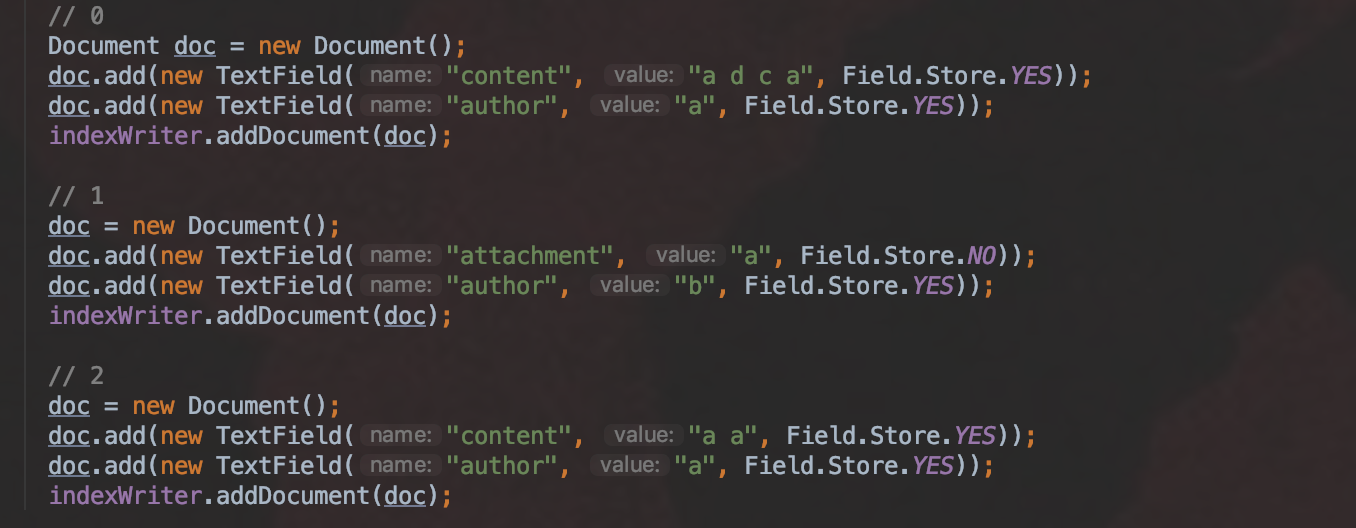 // 0
Document doc = new Document();
doc.add(new TextField( name: "content", value: "a d c a", Field.Store.YES));
doc.add(new TextField( name: "author", value: "a", Field.Store.YES));
indexWriter.addDocument(doc);
// 1
doc = new Document();
doc.add(new TextField( name: "attachment", value: "a", Field.Store.NO));
doc.add(new TextField( name: "author", value: "b", Field.Store.YES));
indexWriter.addDocument(doc);
// 2
doc = new Document();
doc.add(new TextField( name: "content", value: "a a", Field.Store.YES));
doc.add(new TextField( name: "author", value: "a", Field.Store.YES));
indexWriter.addDocument(doc);